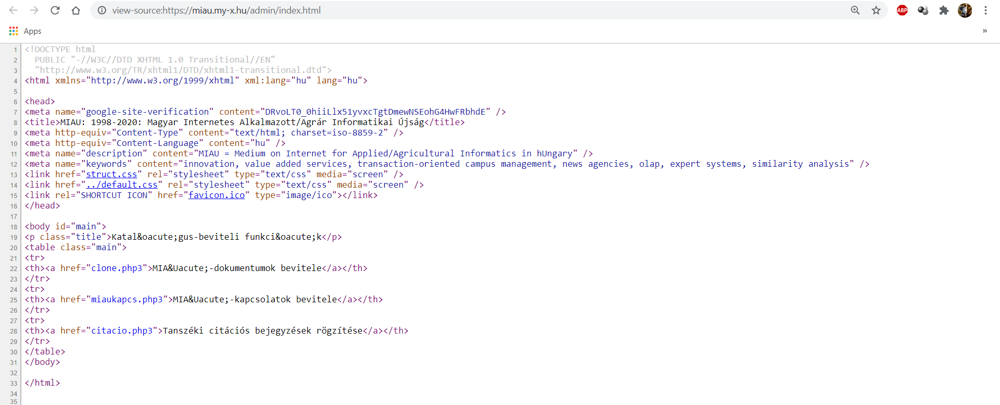 view-source:https://miau.my-x.hu/admin/index.html
ABP
Apps
»
1 <!DOCTYPE html
2 PUBLIC "-//W3C//DTD XHTML 1.0 Transitional//EN"
3 "http://www.w3.org/TR/xhtml1/DTD/xhtml1-transitional.dtd">
4 <html xmlns="http://www.w3.org/1999/xhtml" xml:lang="hu" lang="hu">
5
6 <head>
7 <meta name="google-site-verification" content="DRvoLT0_0hiiLlx51yvxcTgtDmewNSEohG4HwFRbhdE" />
8 <title>MIAU: 1998-2020: Magyar Internetes Alkalmazott/Agrár Informatikai Újság</title>
9 <meta http-equiv="Content-Type" content="text/html; charset=iso-8859-2" />
10 <meta http-equiv="Content-Language" content="hu" />
11 <meta name="description" content="MIAU = Medium on Internet for Applied/Agricultural Informatics in hUngary" />
12 <meta name="keywords" content="innovation, value added services, transaction-oriented campus management, news agencies, olap, expert systems, similarity analysis" />
13 <link href="struct.css" rel="stylesheet" type="text/css" media="screen" />
14 <link href="../default.css" rel="stylesheet" type="text/css" media="screen" />
15 <link rel="SHORTCUT ICON" href="favicon.ico" type="image/ico"></link>
16 </head>
17
18 <body id="main">
19 <p class="title">Katal&oacute;gus-beviteli funkci&oacute;k</p>
20 <table class="main">
21 <tr>
22 <th><a href="clone.php3">MIA&Uacute;-dokumentumok bevitele</a></th>
23 </tr>
24 <tr>
25 <th><a href="miaukapcs.php3">MIA&Uacute;-kapcsolatok bevitele</a></th>
26 </tr>
27 <tr>
28 <th><a href="citacio.php3">Tanszéki citációs bejegyzések rögzítése</a></th>
29 </tr>
30 </table>
31 </body>
32
33 </html>
34
35